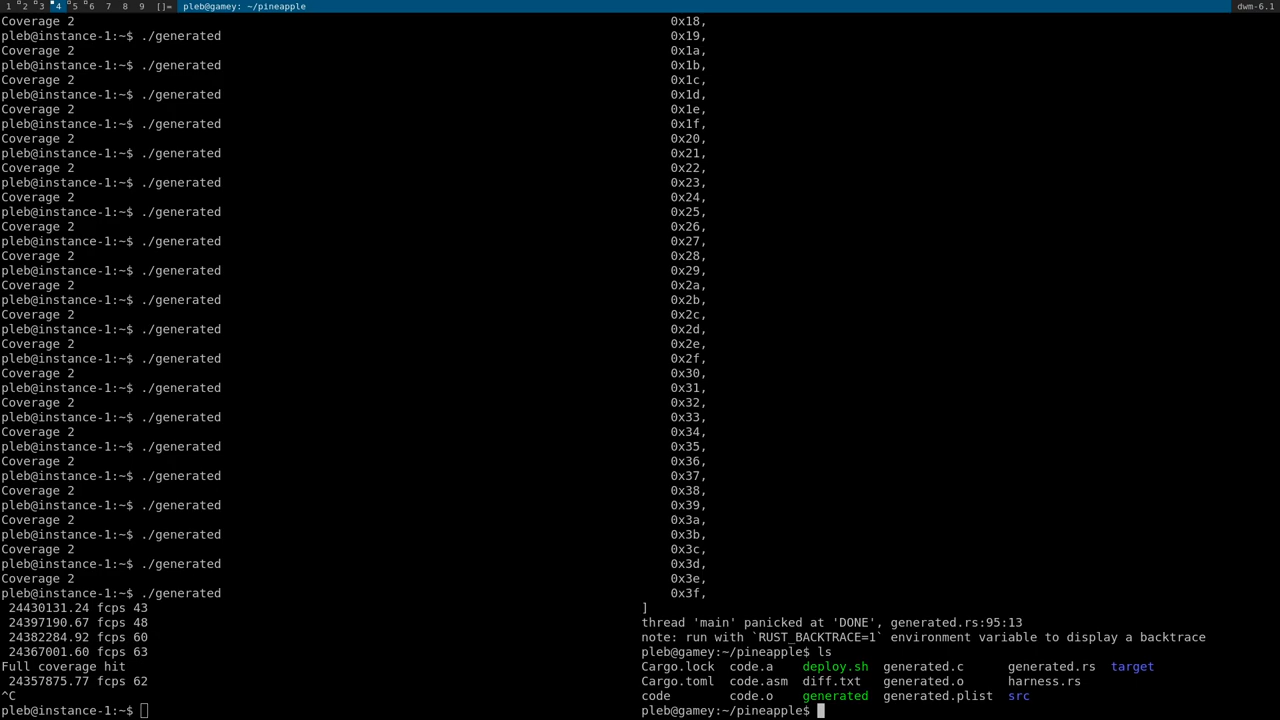 1 2 3 4 5 6 7 8 9 []= pleb@gamey: ~/pineapple dwm-6.1
Coverage 2
pleb@instance-1:~$ ./generated
Coverage 2
pleb@instance-1:~$ ./generated
Coverage 2
pleb@instance-1:~$ ./generated
Coverage 2
pleb@instance-1:~$ ./generated
Coverage 2
pleb@instance-1:~$ ./generated
Coverage 2
pleb@instance-1:~$ ./generated
Coverage 2
pleb@instance-1:~$ ./generated
Coverage 2
pleb@instance-1:~$ ./generated
Coverage 2
pleb@instance-1:~$ ./generated
Coverage 2
pleb@instance-1:~$ ./generated
Coverage 2
pleb@instance-1:~$ ./generated
Coverage 2
pleb@instance-1:~$ ./generated
Coverage 2
pleb@instance-1:~$ ./generated
Coverage 2
pleb@instance-1:~$ ./generated
Coverage 2
pleb@instance-1:~$ ./generated
Coverage 2
pleb@instance-1:~$ ./generated
Coverage 2
pleb@instance-1:~$ ./generated
Coverage 2
pleb@instance-1:~$ ./generated
Coverage 2
pleb@instance-1:~$ ./generated
Coverage 2
pleb@instance-1:~$ ./generated
24430131.24 fcps 43
24397190.67 fcps 48
24382284.92 fcps 60
24367001.60 fcps 63
Full coverage hit
24357875.77 fcps 62
^C
pleb@instance-1:~$
0x18,
0x19,
0x1a,
0x1b,
0x1c,
0x1d,
0x1e,
0x1f,
0x20,
0x21,
0x22,
0x23,
0x24,
0x25,
0x26,
0x27,
0x28,
0x29,
0x2a,
0x2b,
0x2c,
0x2d,
0x2e,
0x2f,
0x30,
0x31,
0x32,
0x33,
0x34,
0x35,
0x36,
0x37,
0x38,
0x39,
0x3a,
0x3b,
0x3c,
0x3d,
0x3e,
0x3f,
]
thread 'main' panicked at 'DONE', generated.rs:95:13
note: run with `RUST_BACKTRACE=1` environment variable to display a backtrace
pleb@gamey:~/pineapple$ ls
Cargo.lock code.a deploy.sh generated.c generated.rs target
Cargo.toml code.asm diff.txt generated.o harness.rs
code code.o generated generated.plist src
pleb@gamey:~/pineapple$